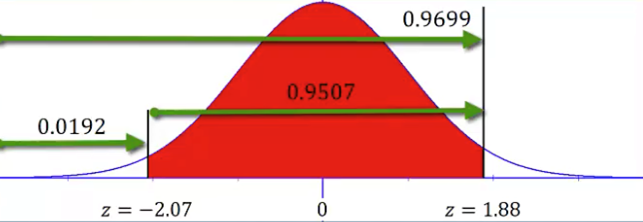 0.9699
0.9507
0.0192
z = −2.07
0
z = 1.88